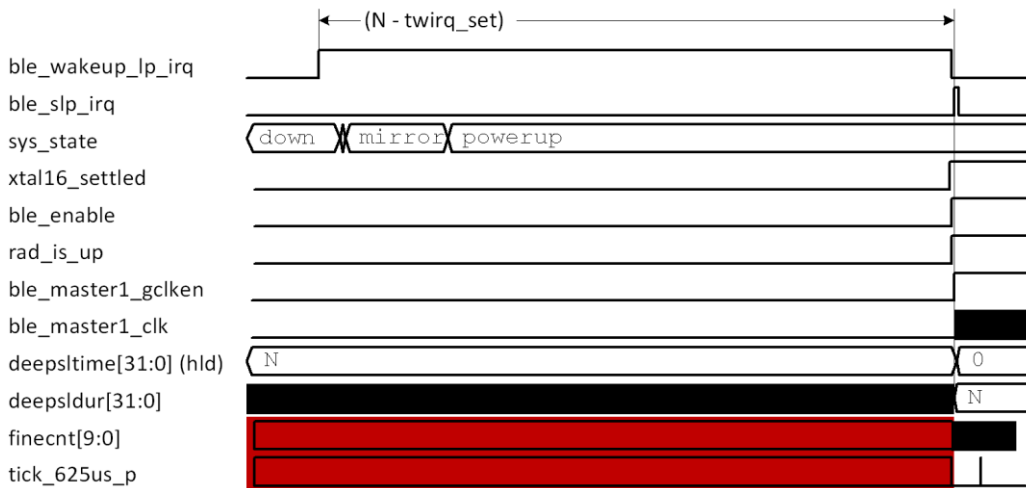 (N - twirq_set)
ble_wakeup_lp_irq
ble_slp_irq
sys_state down mirror powerup
xtal16_settled
ble_enable
rad_is_up
ble_master1_gclken
ble_master1_clk
deepsltime[31:0] (hld) N 0
deepsldur[31:0] N
finecnt[9:0]
tick_625us_p